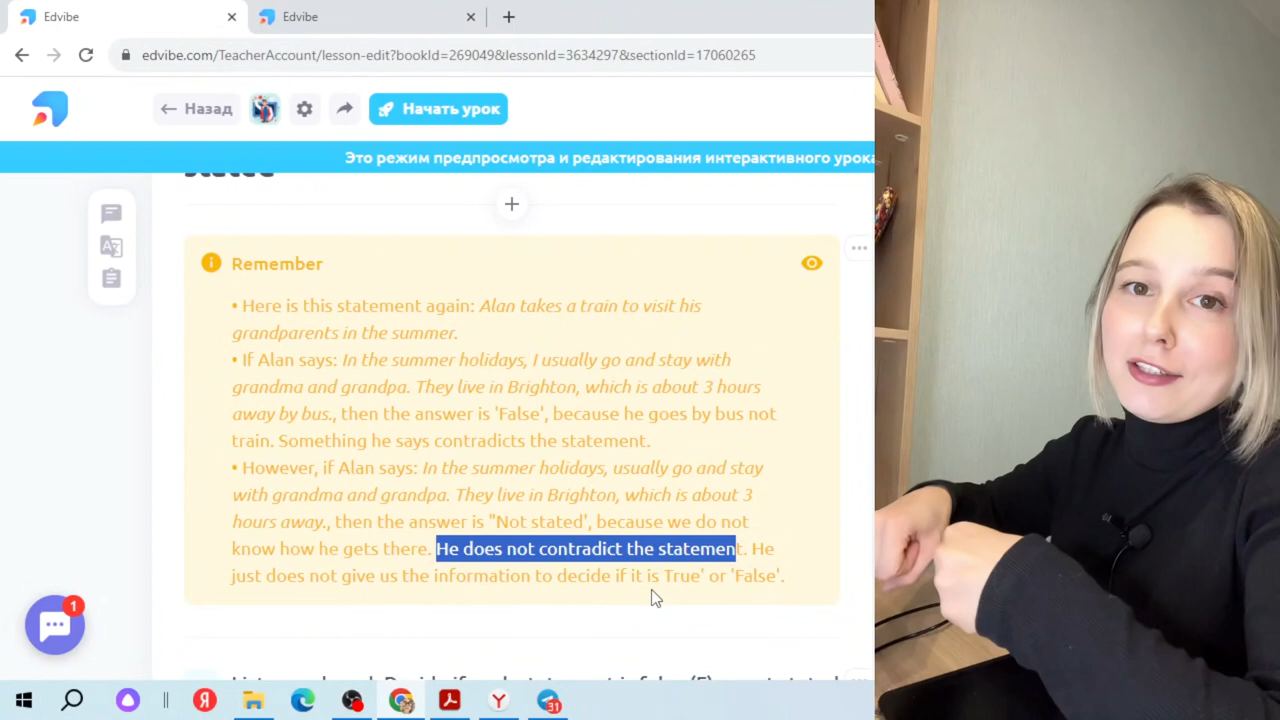 Edvibe
Edvibe
edvibe.com/TeacherAccount/lesson-edit?bookId=269049&lessonId=3634297&sectionId=17060265
Назад
Начать урок
Это режим предпросмотра и редактирования интерактивного урока
Remember
• Here is this statement again: Alan takes a train to visit his
grandparents in the summer.
• If Alan says: In the summer holidays, I usually go and stay with
grandma and grandpa. They live in Brighton, which is about 3 hours
away by bus., then the answer is 'False', because he goes by bus not
train. Something he says contradicts the statement.
• However, if Alan says: In the summer holidays, usually go and stay
with grandma and grandpa. They live in Brighton, which is about 3
hours away., then the answer is "Not stated', because we do not
know how he gets there. He does not contradict the statement. He
just does not give us the information to decide if it is True' or 'False'.
1
31